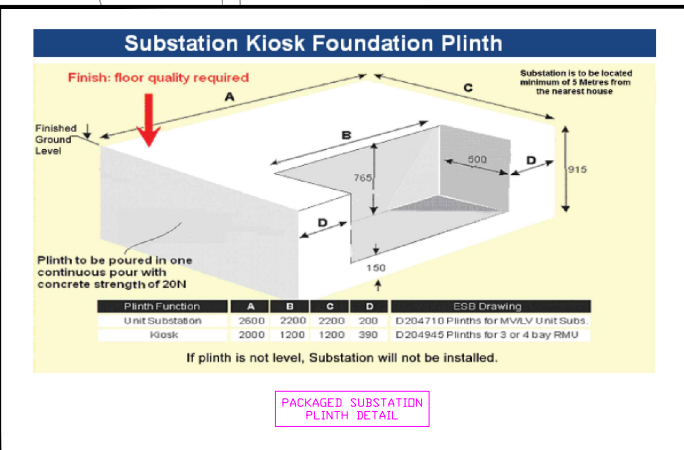 Substation Kiosk Foundation Plinth
Finish: floor quality required
Substation is to be located
minimum of 5 Metres from
the nearest house
A
C
Finished
Ground
Level
B
765
500
D
915
D
150
Plinth to be poured in one
continuous pour with
concrete strength of 20N
Plinth Function A B C D ESB Drawing
Unit Substation 2600 2200 2200 200 D204710 Plinths for MV/LV Unit Subs.
Kiosk 2000 1200 1200 390 D204945 Plinths for 3 or 4 bay RMU
If plinth is not level, Substation will not be installed.
PACKAGED SUBSTATION
PLINTH DETAIL